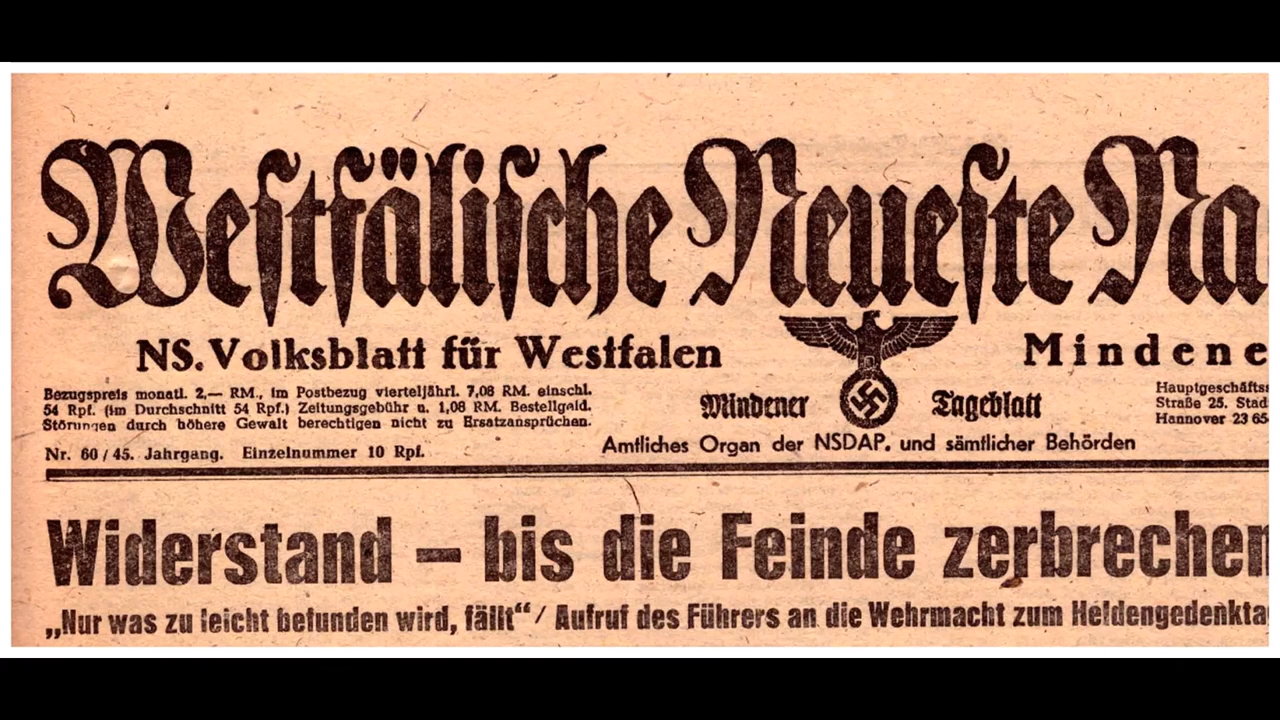 Westfälische Neueste Na
NS. Volksblatt für Westfalen
Mindene
Bezugspreis monatl. 2,— RM., im Postbezug vierteljährl. 7,08 RM. einschl.
54 Rpf. (im Durchschnitt 54 Rpf.) Zeitungsgebühr u. 1,08 RM. Bestellgeld.
Störungen durch höhere Gewalt berechtigen nicht zu Ersatzansprüchen.
Mindener Tageblatt
Hauptgeschäftss
Straße 25. Stad
Hannover 23 65
Amtliches Organ der NSDAP. und sämtlicher Behörden
Nr. 60 / 45. Jahrgang. Einzelnummer 10 Rpf.
Widerstand – bis die Feinde zerbrechen
„Nur was zu leicht befunden wird, fällt“ / Aufruf des Führers an die Wehrmacht zum Heldengedenkta